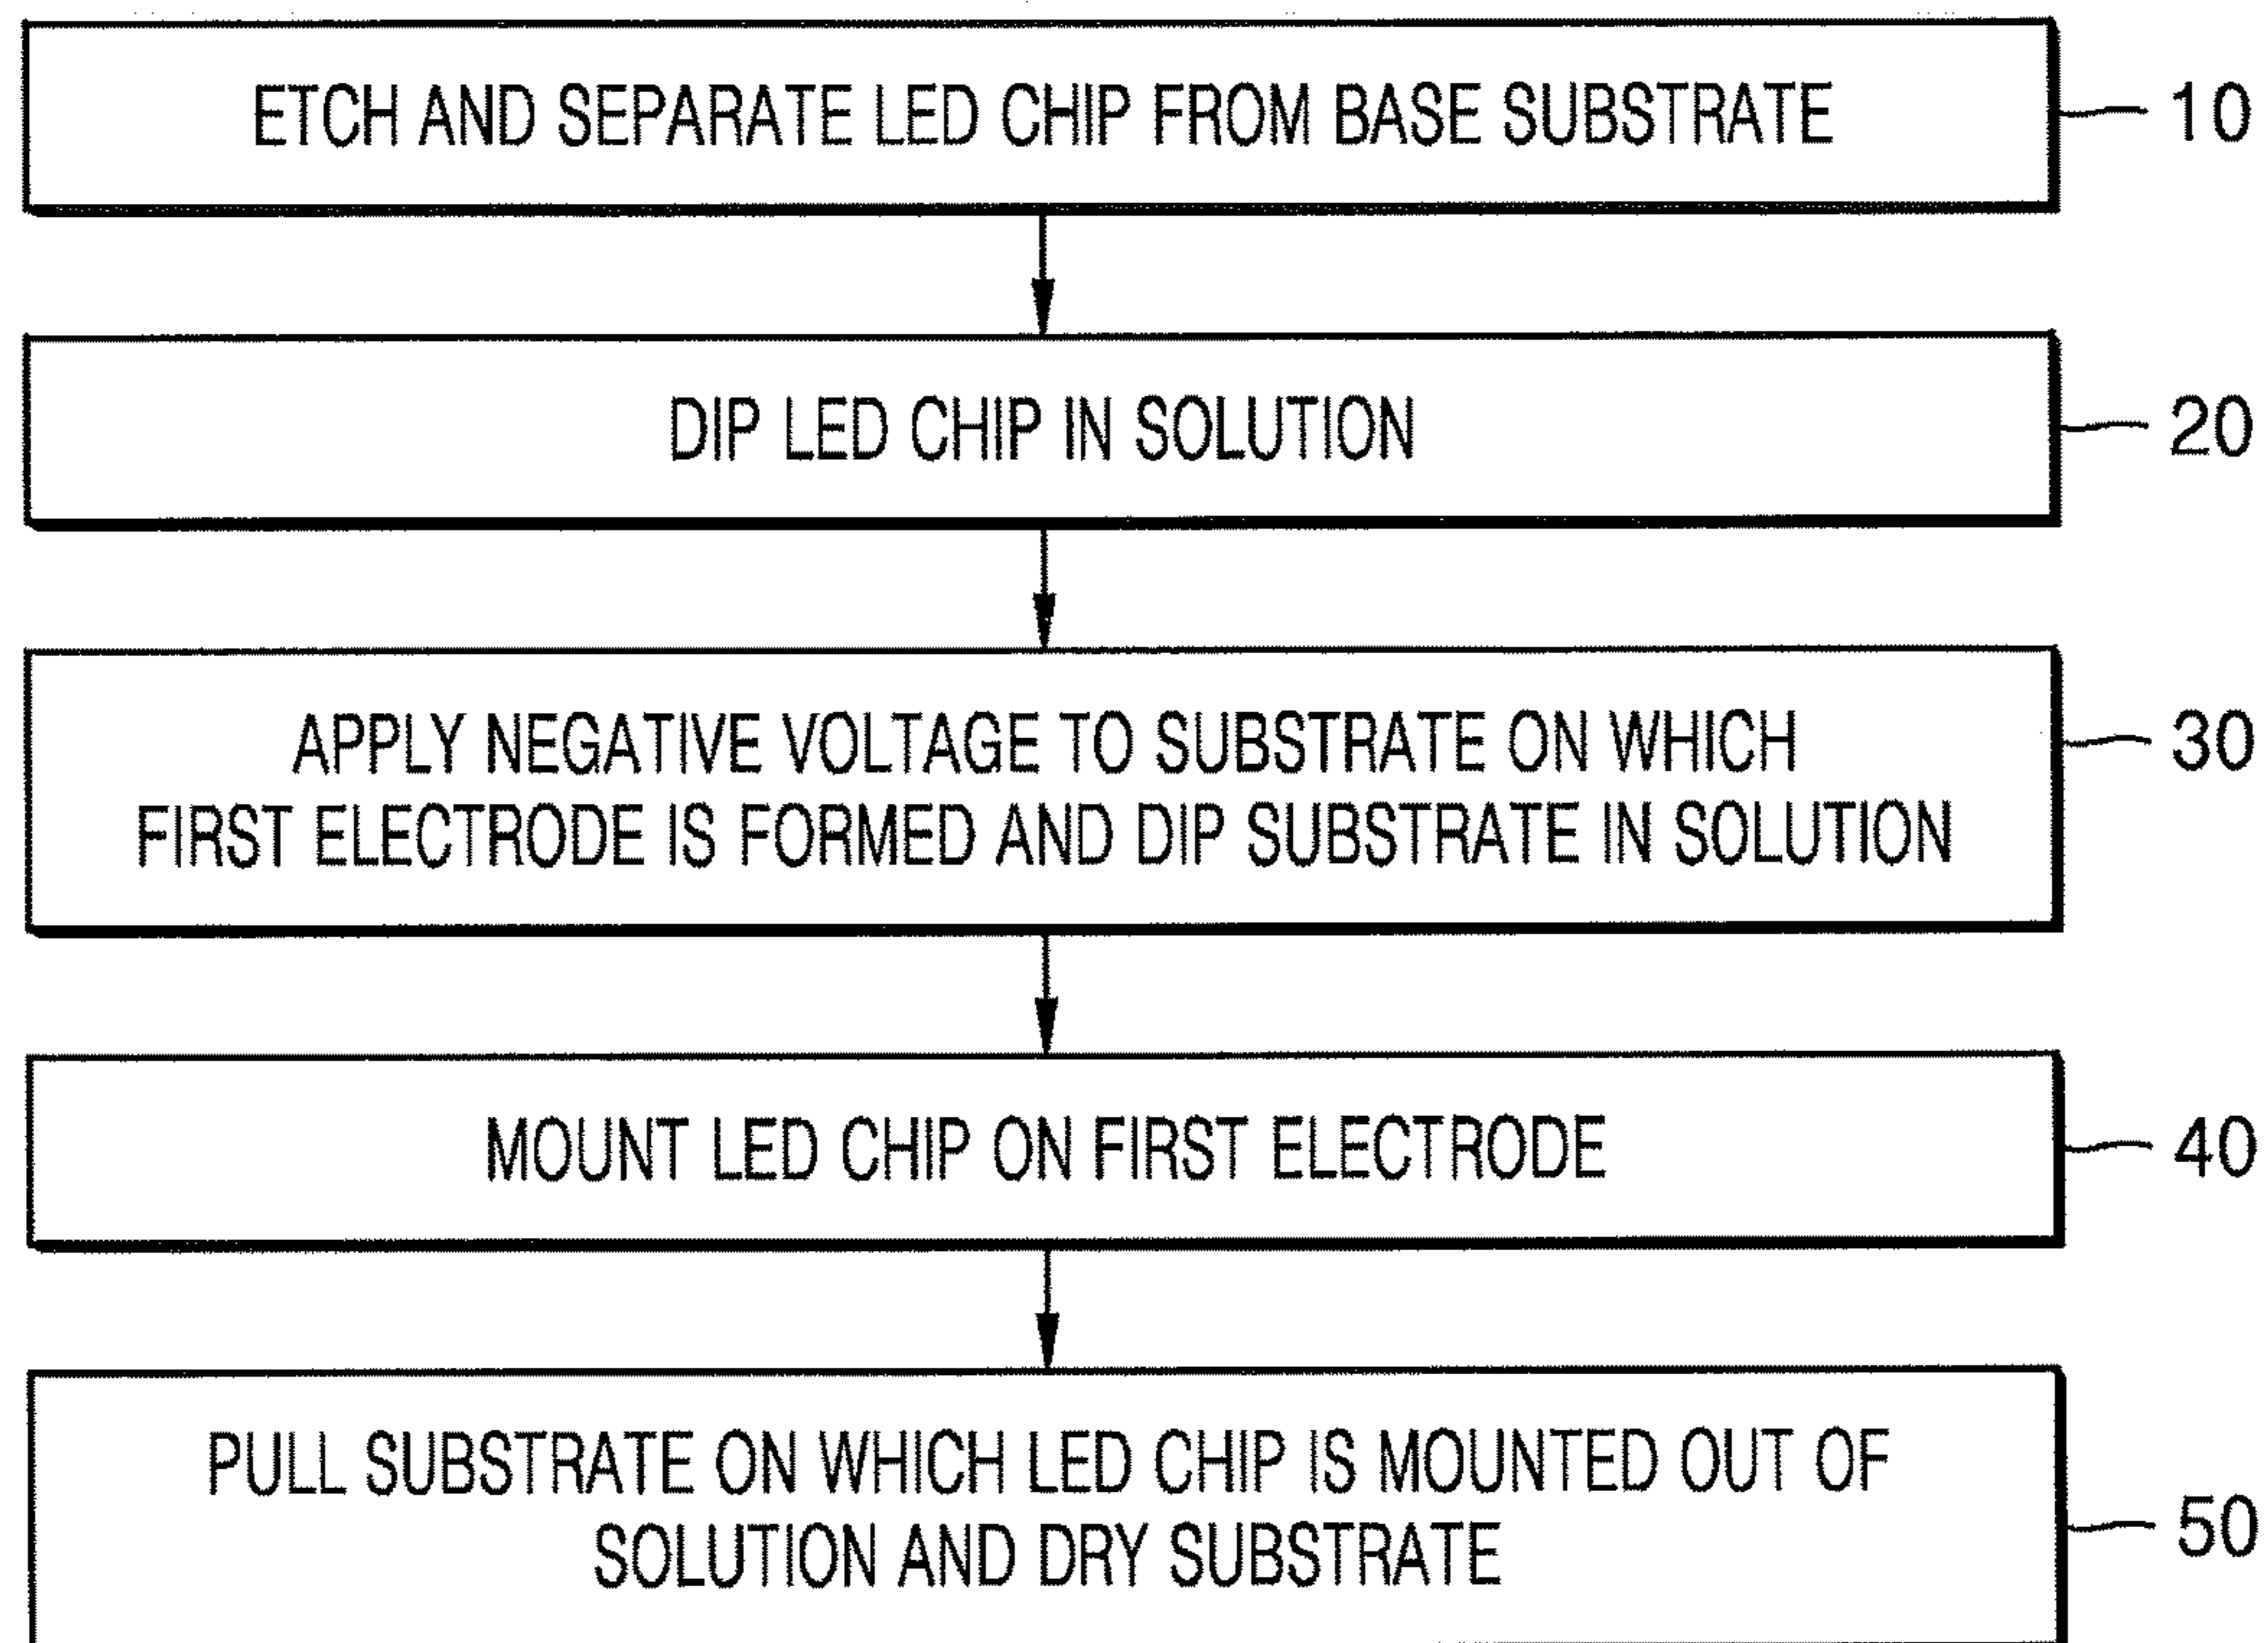 ETCH AND SEPARATE LED CHIP FROM BASE SUBSTRATE
10
DIP LED CHIP IN SOLUTION
20
APPLY NEGATIVE VOLTAGE TO SUBSTRATE ON WHICH
FIRST ELECTRODE IS FORMED AND DIP SUBSTRATE IN SOLUTION
30
MOUNT LED CHIP ON FIRST ELECTRODE
40
PULL SUBSTRATE ON WHICH LED CHIP IS MOUNTED OUT OF
SOLUTION AND DRY SUBSTRATE
50